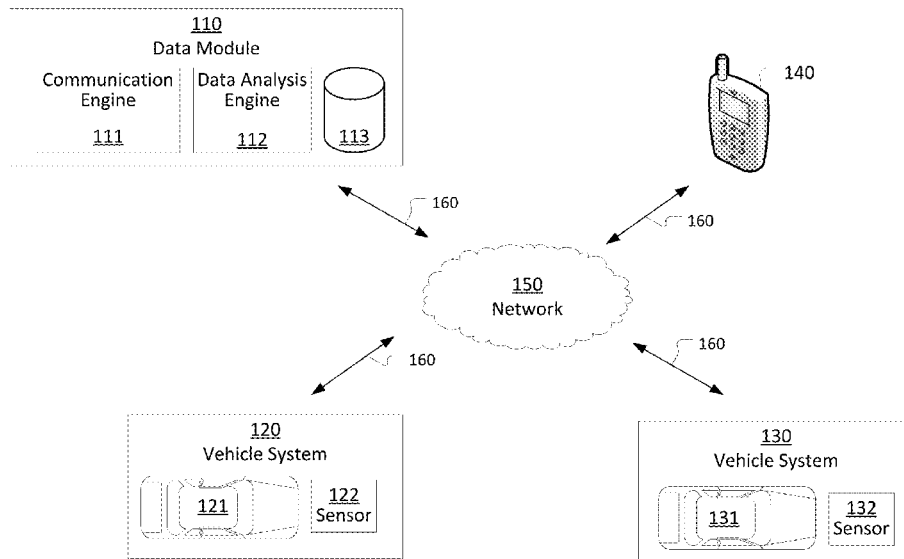 110
Data Module
Communication
Engine
111
Data Analysis
Engine
112
113
140
160
160
150
Network
160
160
120
Vehicle System
121
122
Sensor
130
Vehicle System
131
132
Sensor